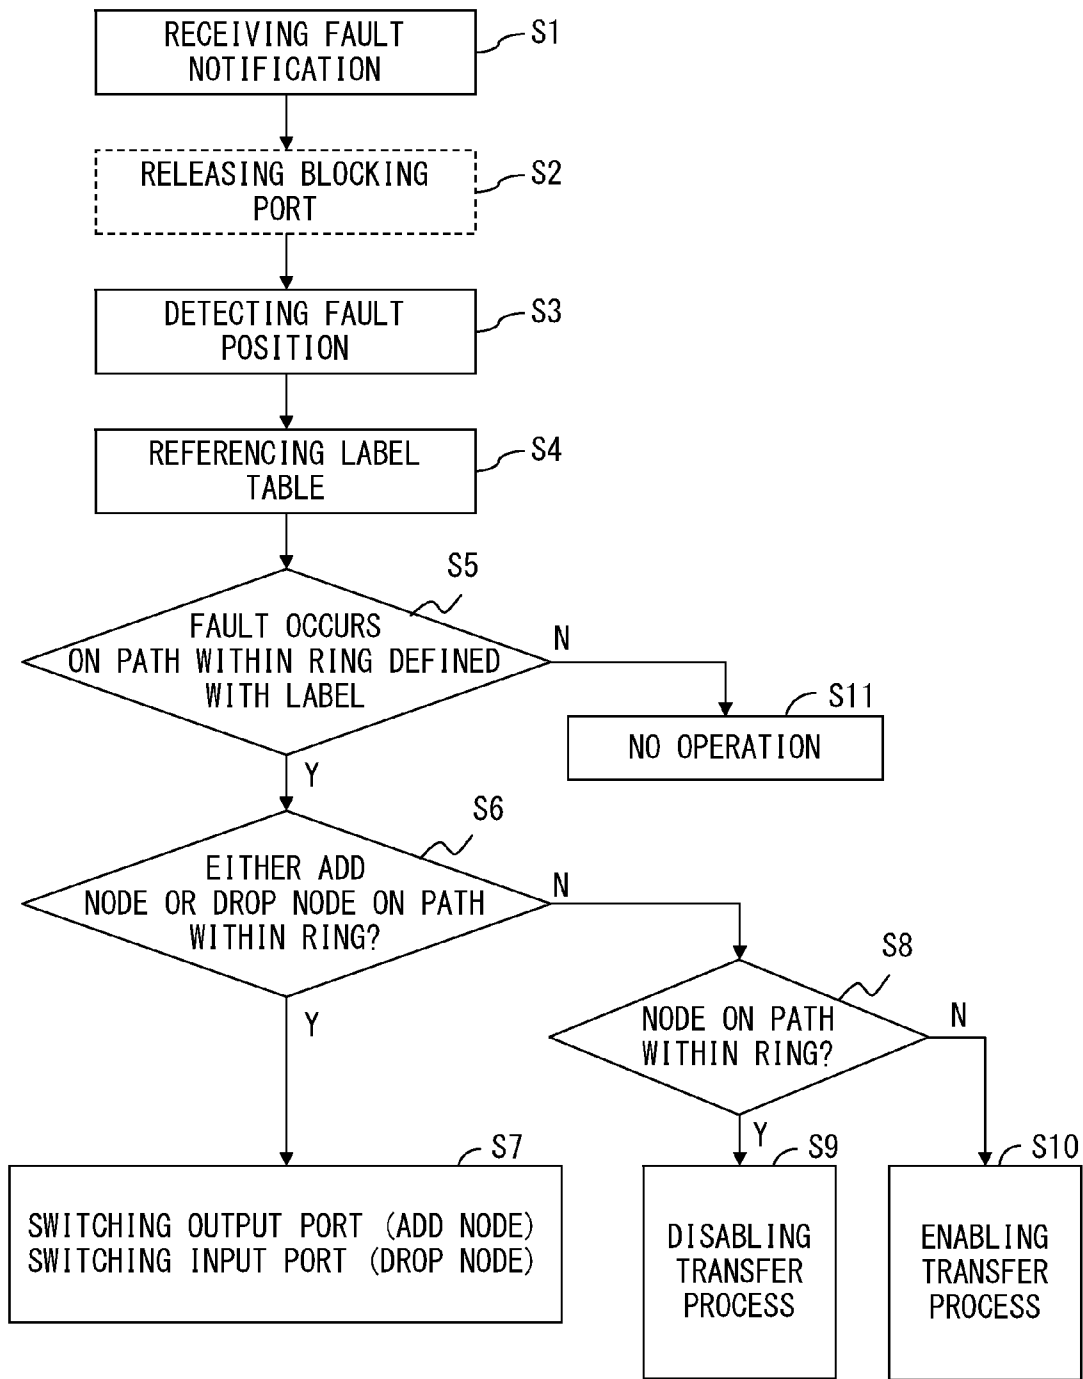 RECEIVING FAULT
NOTIFICATION
S1
RELEASING BLOCKING
PORT
S2
DETECTING FAULT
POSITION
S3
REFERENCING LABEL
TABLE
S4
S5
FAULT OCCURS
ON PATH WITHIN RING DEFINED
WITH LABEL
N
Y
S11
NO OPERATION
S6
EITHER ADD
NODE OR DROP NODE ON PATH
WITHIN RING?
N
Y
S8
NODE ON PATH
WITHIN RING?
N
Y
S7
SWITCHING OUTPUT PORT (ADD NODE)
SWITCHING INPUT PORT (DROP NODE)
S9
DISABLING
TRANSFER
PROCESS
S10
ENABLING
TRANSFER
PROCESS